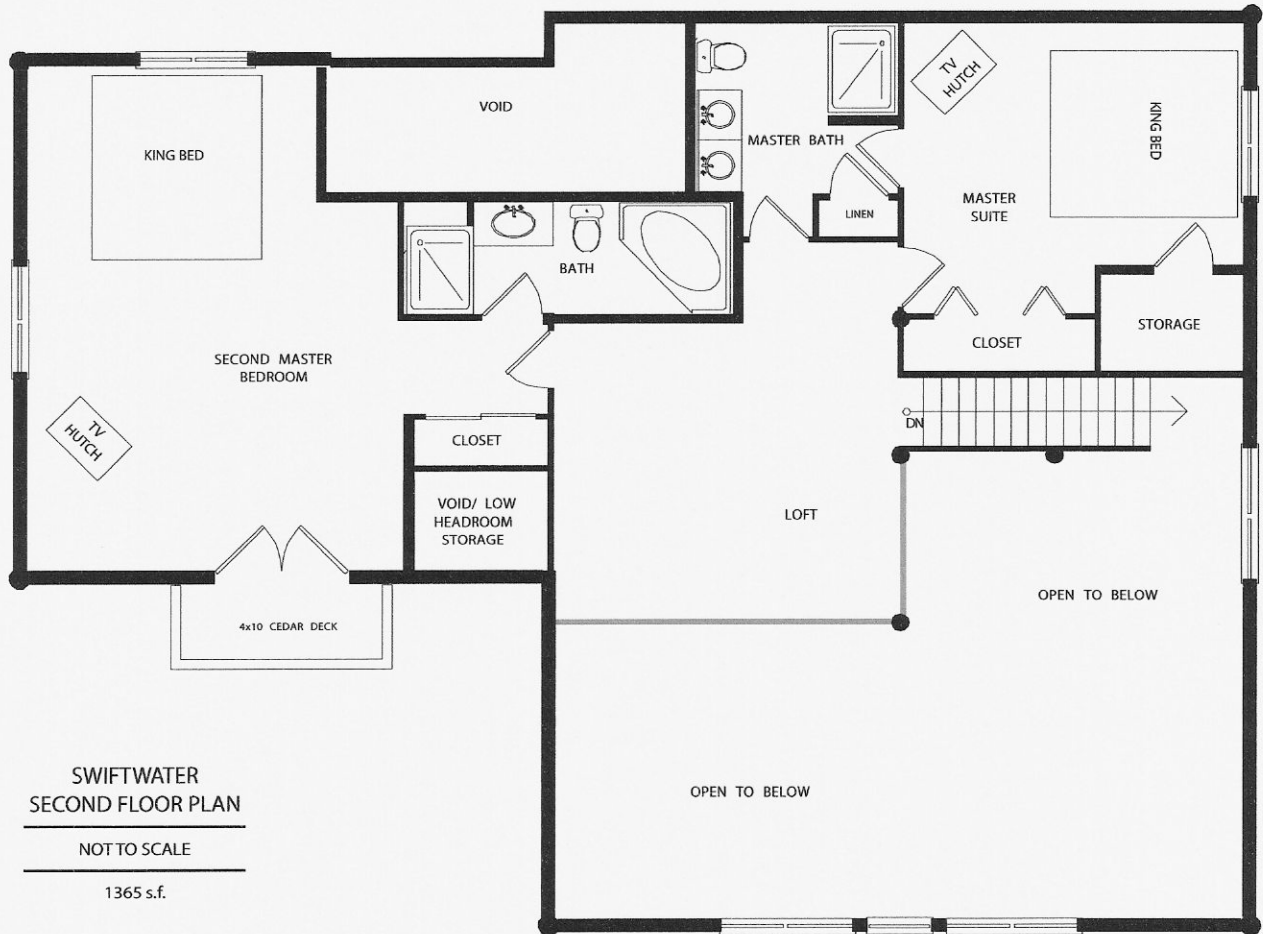 VOID
KING BED
TV
HUTCH
MASTER BATH
KING BED
LINEN
MASTER
SUITE
BATH
STORAGE
CLOSET
SECOND MASTER
BEDROOM
TV
HUTCH
DN
CLOSET
VOID/ LOW
HEADROOM
STORAGE
LOFT
OPEN TO BELOW
4x10 CEDAR DECK
OPEN TO BELOW
SWIFTWATER
SECOND FLOOR PLAN
NOT TO SCALE
1365 s.f.